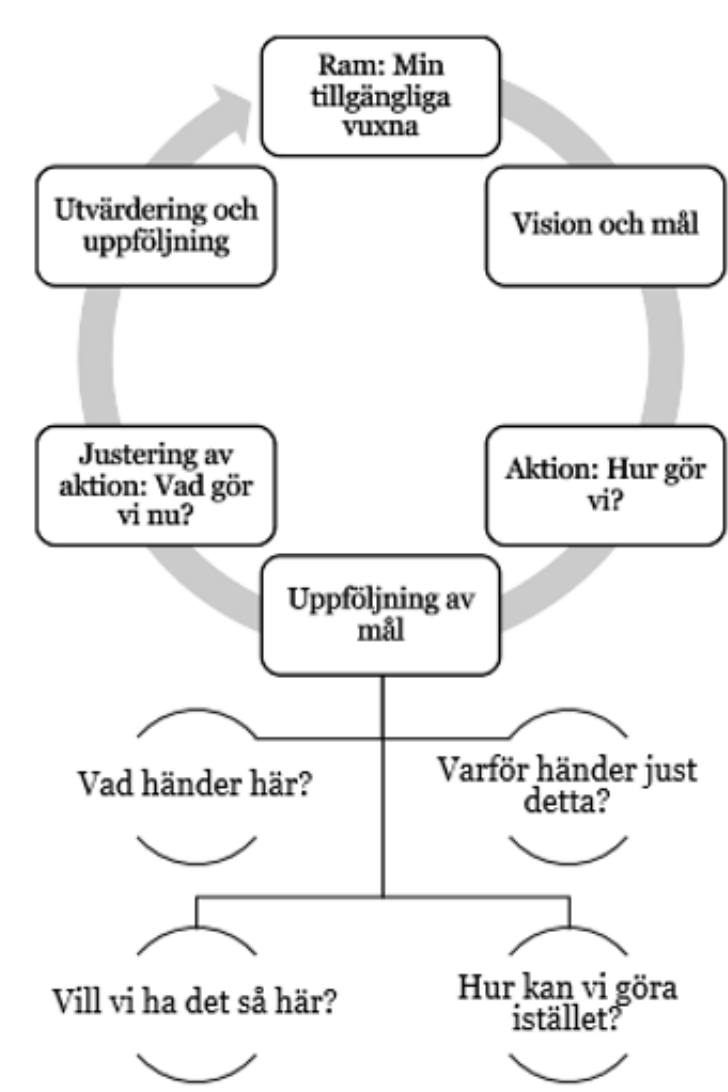 Ram: Min
tillgängliga
vuxna
Vision och mål
Aktion: Hur gör
vi?
Uppföljning av
mål
Justering av
aktion: Vad gör
vi nu?
Utvärdering och
uppföljning
Vad händer här?
Varför händer just
detta?
Vill vi ha det så här?
Hur kan vi göra
istället?